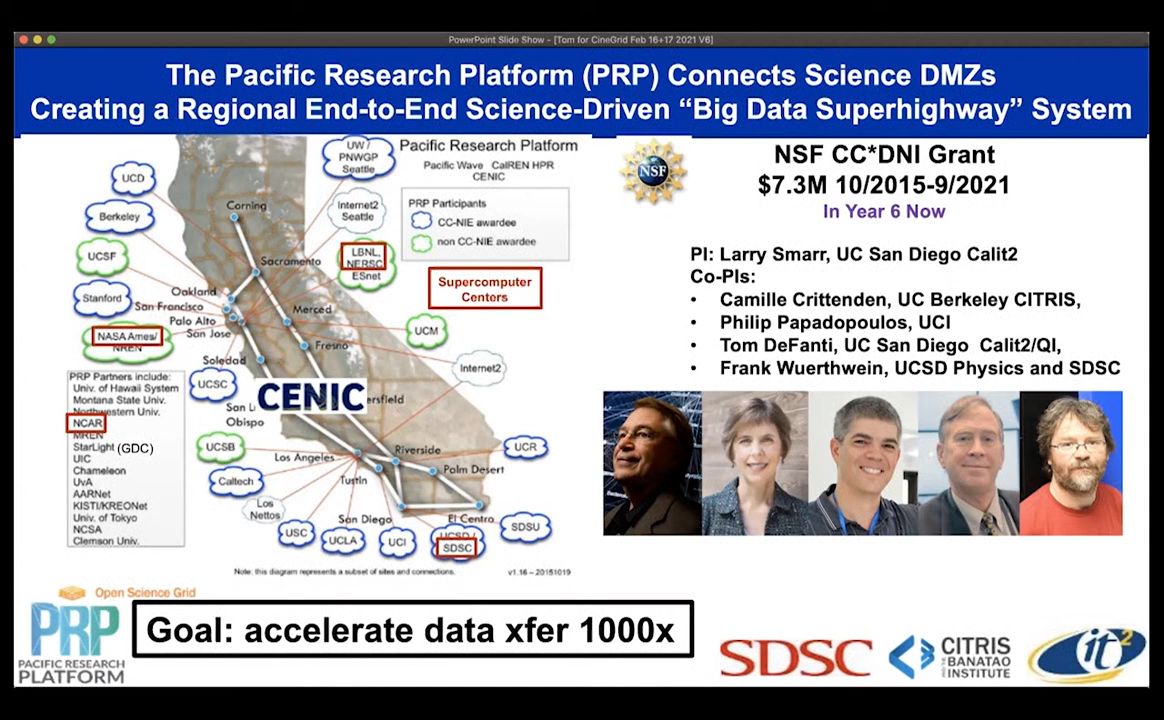 PowerPoint Slide Show - [Tom for CineGrid Feb 16+17 2021 V6]
The Pacific Research Platform (PRP) Connects Science DMZs
Creating a Regional End-to-End Science-Driven “Big Data Superhighway” System
Pacific Research Platform
Pacific Wave CalREN HPR
CENIC
PRP Participants
CC-NIE awardee
non CC-NIE awardee
Supercomputer
Centers
UW /
PNWGP
Seattle
Internet2
Seattle
LBNL,
NERSC,
ESnet
UCD
Berkeley
UCSF
Stanford
NASA Ames/
NREN
Corning
Sacramento
Oakland
San Francisco
Palo Alto
San Jose
Merced
Fresno
Soledad
UCM
Internet2
UCSC
CENIC
San L
Obispo
ersfield
PRP Partners include:
Univ. of Hawaii System
Montana State Univ.
Northwestern Univ.
NCAR
MREN
StarLight (GDC)
UIC
Chameleon
UvA
AARNet
KISTI/KREONet
Univ. of Tokyo
NCSA
Clemson Univ.
UCSB
Caltech
Los
Nettos
Los Angeles
Tustin
Riverside
Palm Desert
San Diego
El Centro
UCR
USC
UCLA
UCI
UCSD /
SDSC
SDSU
Note: this diagram represents a subset of sites and connections.
v1.16 – 20151019
NSF
NSF CC*DNI Grant
$7.3M 10/2015-9/2021
In Year 6 Now
PI: Larry Smarr, UC San Diego Calit2
Co-PIs:
• Camille Crittenden, UC Berkeley CITRIS,
• Philip Papadopoulos, UCI
• Tom DeFanti, UC San Diego Calit2/QI,
• Frank Wuerthwein, UCSD Physics and SDSC
Open Science Grid
PRP
PACIFIC RESEARCH
PLATFORM
Goal: accelerate data xfer 1000x
SDSC
CITRIS
AND THE
BANATAO
INSTITUTE
it2